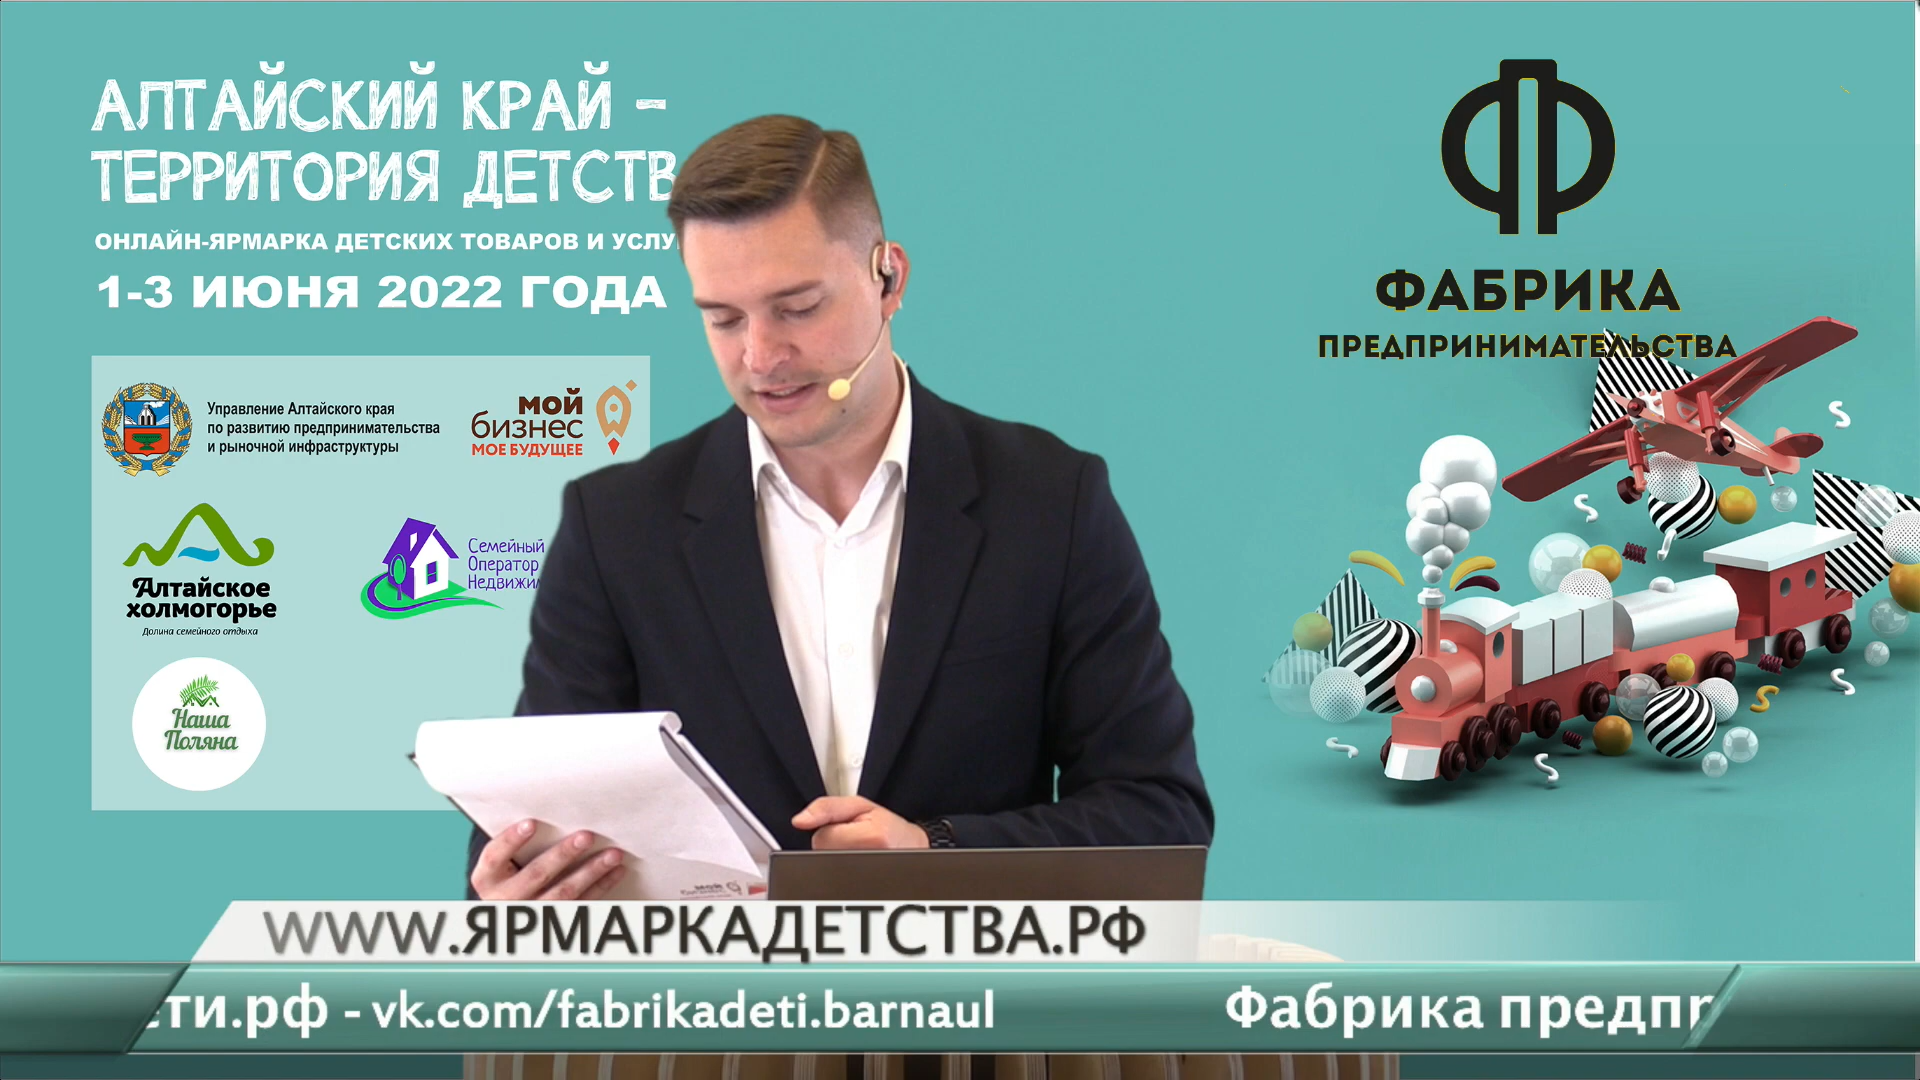 АЛТАЙСКИЙ КРАЙ -
ТЕРРИТОРИЯ ДЕТСТВ
ОНЛАЙН-ЯРМАРКА ДЕТСКИХ ТОВАРОВ И УСЛУ
1-3 ИЮНЯ 2022 ГОДА
Управление Алтайского края
по развитию предпринимательства
и рыночной инфраструктуры
МОЙ
бизнес
МОЕ БУДУЩЕЕ
Алтайское
холмогорье
Долина семейного отдыха
Семейный
Оператор
Недвижи
Наша
Поляна
ФАБРИКА
ПРЕДПРИНИМАТЕЛЬСТВА
WWW.ЯРМАРКАДЕТСТВА.РФ
ети.рф - vk.com/fabrikadeti.barnaul Фабрика предпр